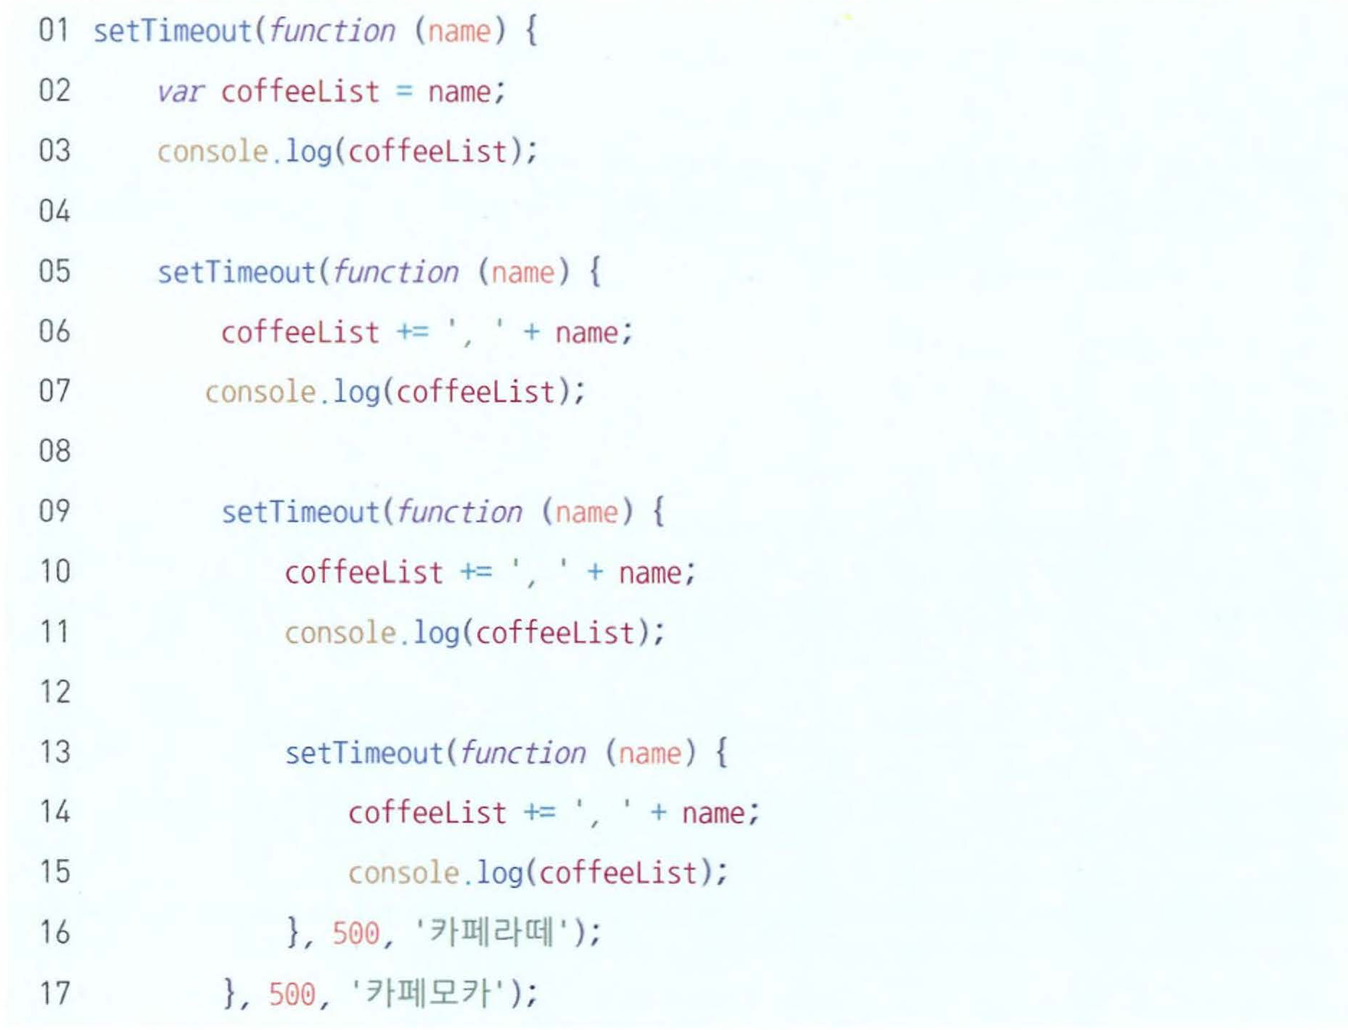 01 setTimeout(function (name) {
02 var coffeeList = name;
03 console.log(coffeeList);
04
05 setTimeout(function (name) {
06 coffeeList += ', ' + name;
07 console.log(coffeeList);
08
09 setTimeout(function (name) {
10 coffeeList += ', ' + name;
11 console.log(coffeeList);
12
13 setTimeout(function (name) {
14 coffeeList += ', ' + name;
15 console.log(coffeeList);
16 }, 500, '카페라떼');
17 }, 500, '카페모카');